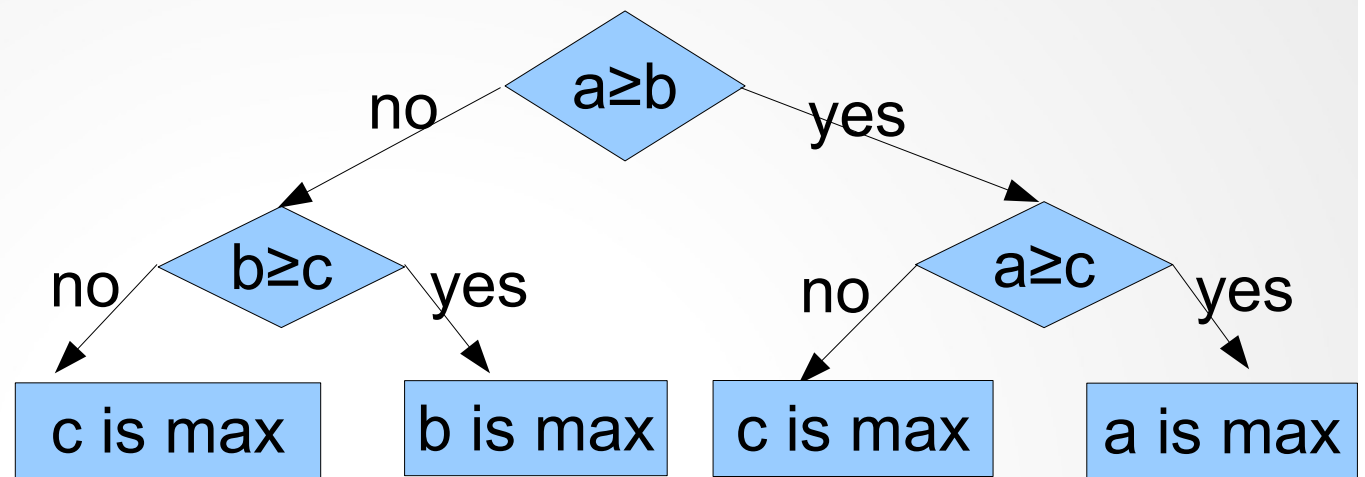 a≥b
no
yes
b≥c
a≥c
no
yes
no
yes
c is max
b is max
c is max
a is max